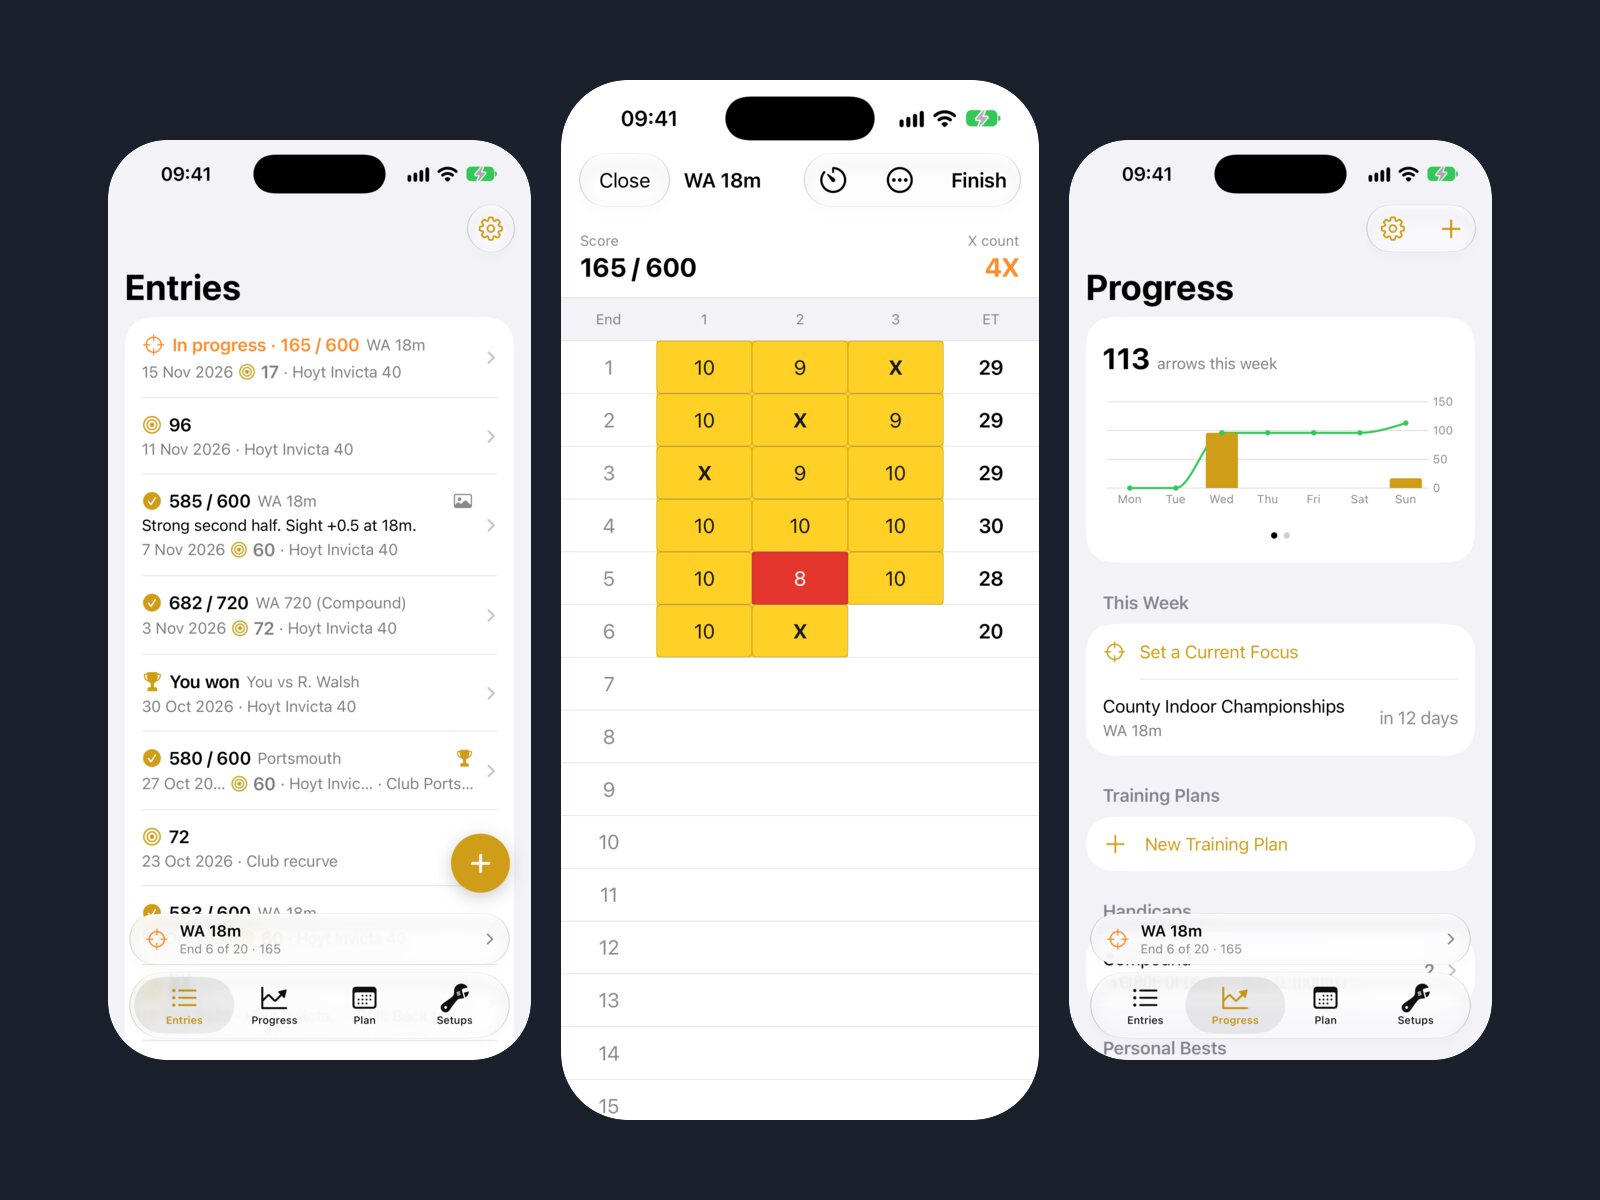 09:41
Entries
In progress · 165 / 600 WA 18m
15 Nov 2026 17 · Hoyt Invicta 40
96
11 Nov 2026 · Hoyt Invicta 40
585 / 600 WA 18m
Strong second half. Sight +0.5 at 18m.
7 Nov 2026 60 · Hoyt Invicta 40
682 / 720 WA 720 (Compound)
3 Nov 2026 72 · Hoyt Invicta 40
You won You vs R. Walsh
30 Oct 2026 · Hoyt Invicta 40
580 / 600 Portsmouth
27 Oct 20... 60 · Hoyt Invic... · Club Ports...
72
23 Oct 2026 · Club recurve
583 / 600 WA 18m
WA 18m
End 6 of 20 · 165
Entries Progress Plan Setups
09:41
Close WA 18m Finish
Score X count
165 / 600 4X
End 1 2 3 ET
1 10 9 X 29
2 10 X 9 29
3 X 9 10 29
4 10 10 10 30
5 10 8 10 28
6 10 X 20
7
8
9
10
11
12
13
14
15
09:41
Progress
113 arrows this week
150
100
50
0
Mon Tue Wed Thu Fri Sat Sun
This Week
Set a Current Focus
County Indoor Championships in 12 days
WA 18m
Training Plans
New Training Plan
Handicaps
WA 18m
End 6 of 20 · 165
Compound 2
Entries Progress Plan Setups
Personal Bests